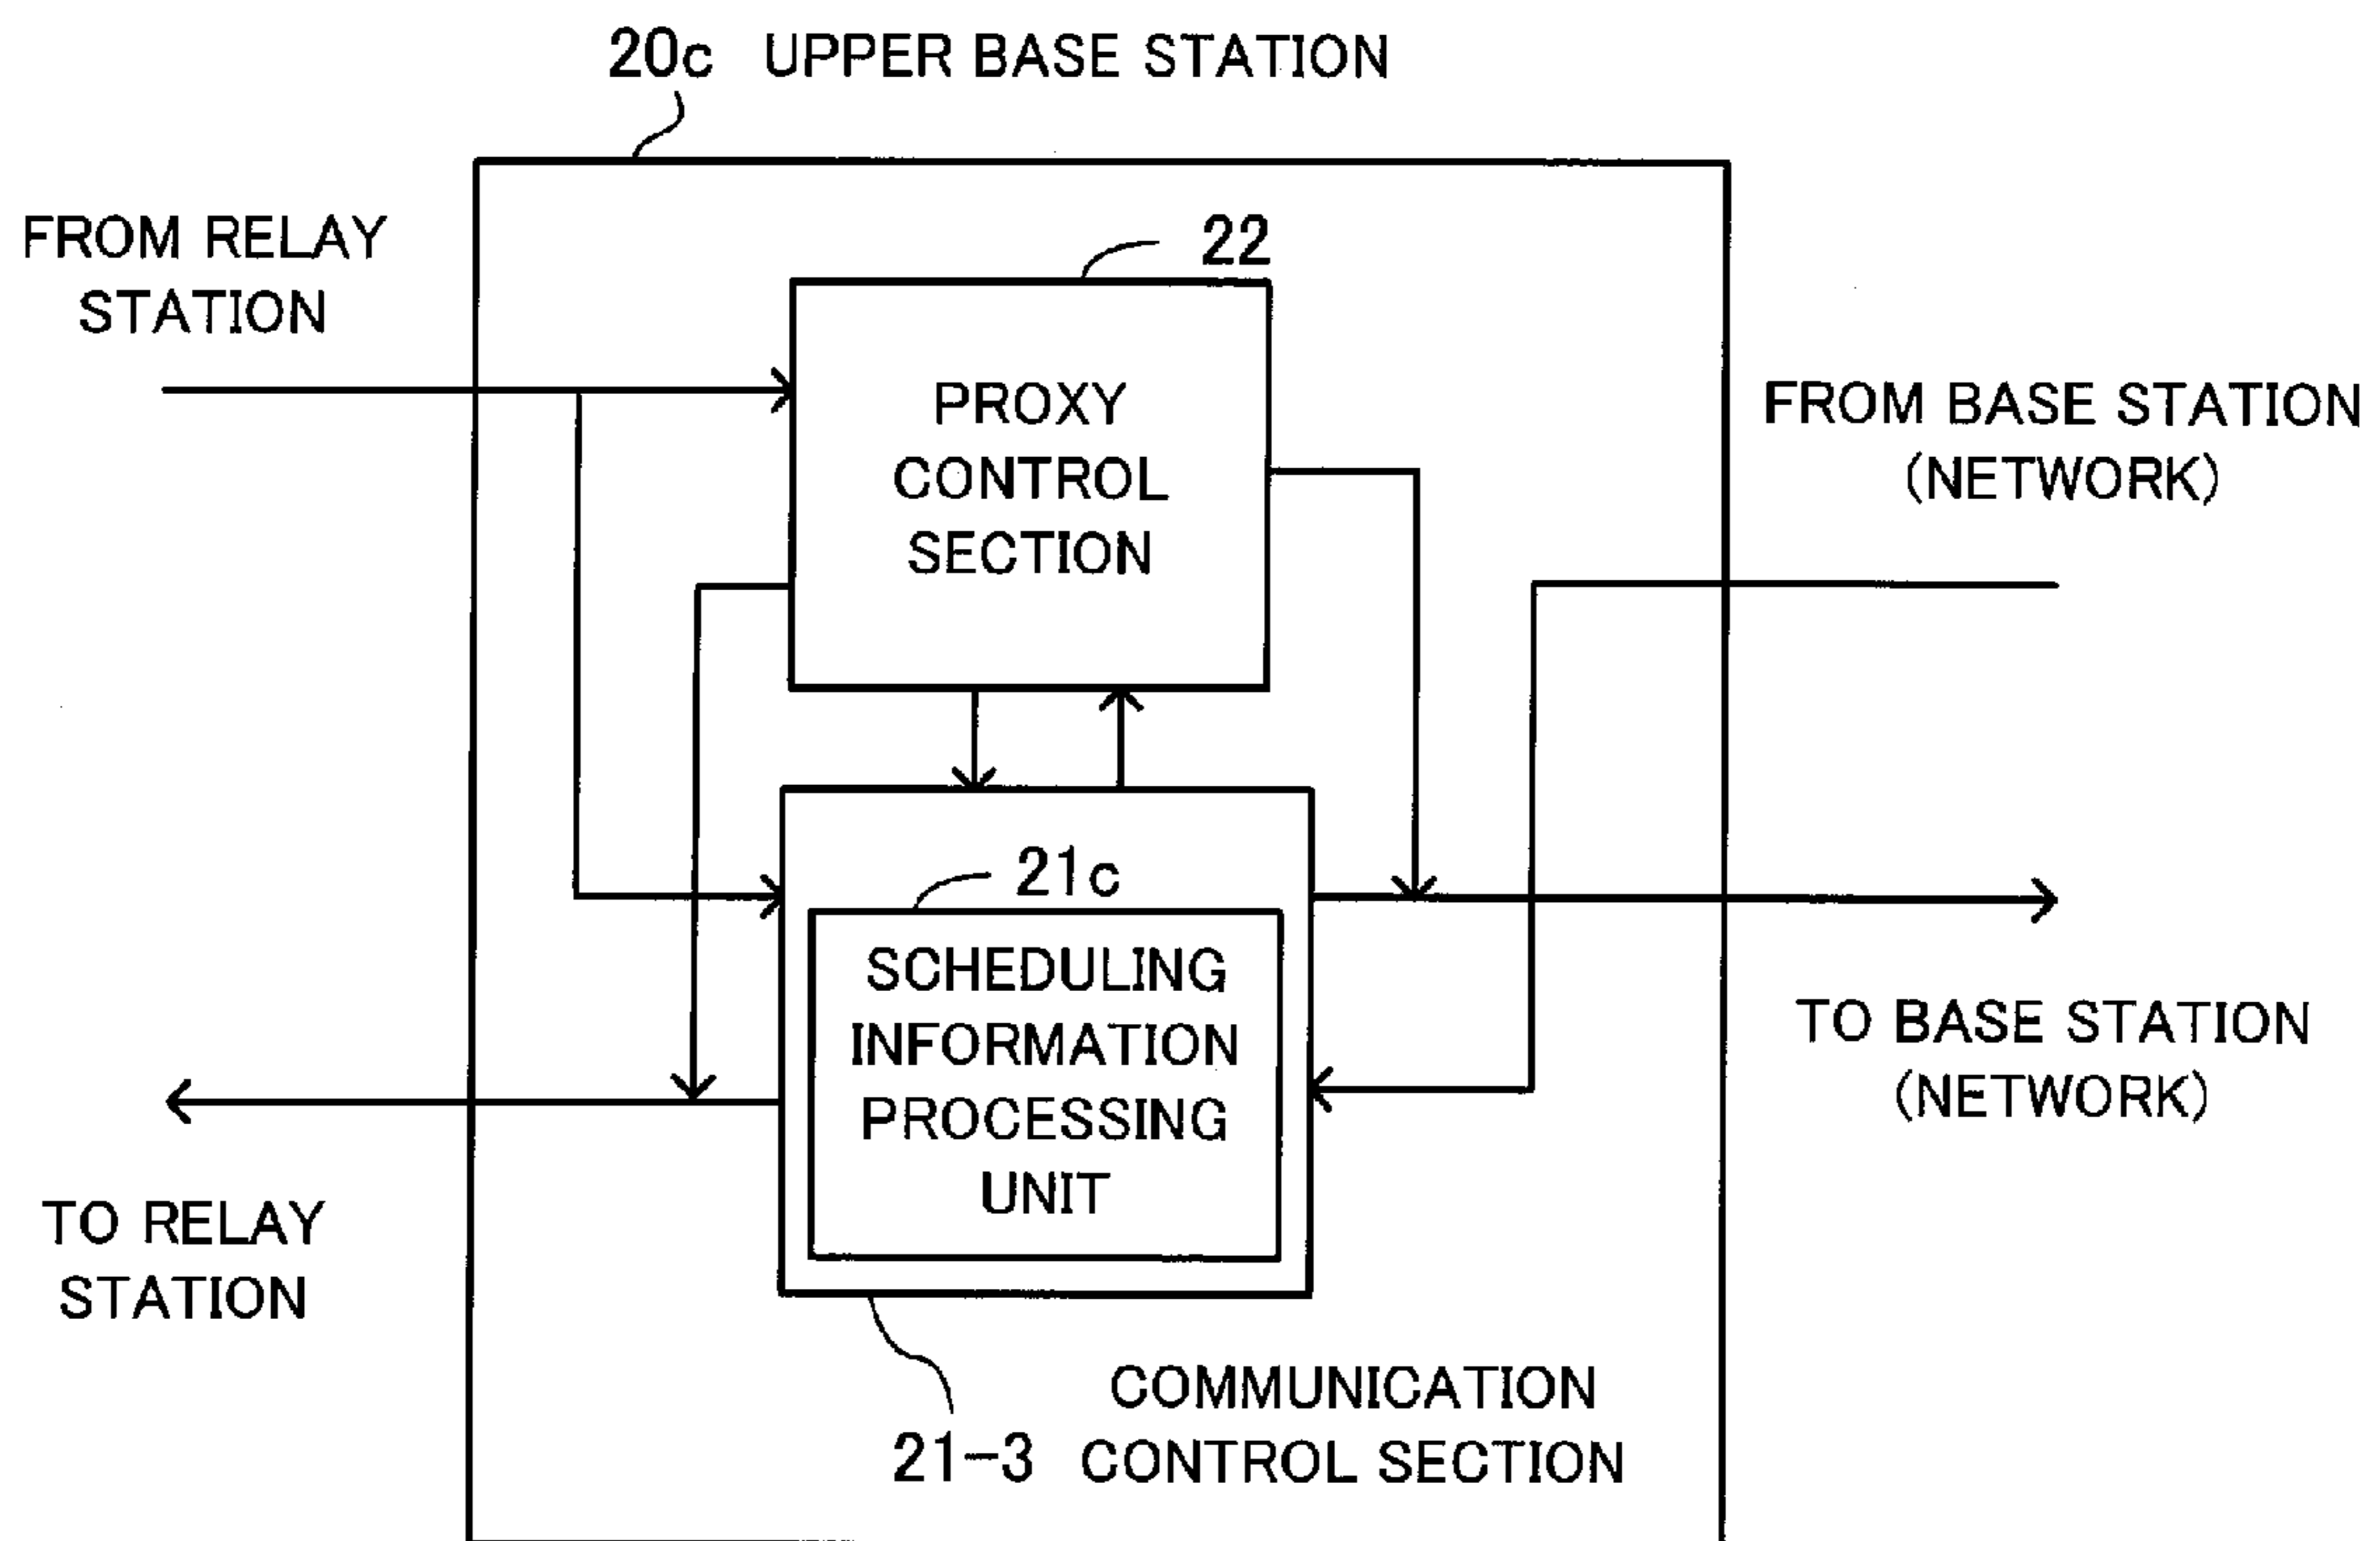 20c UPPER BASE STATION
FROM RELAY
STATION
22
PROXY
CONTROL
SECTION
FROM BASE STATION
(NETWORK)
21c
SCHEDULING
INFORMATION
PROCESSING
UNIT
TO BASE STATION
(NETWORK)
TO RELAY
STATION
COMMUNICATION
21-3 CONTROL SECTION